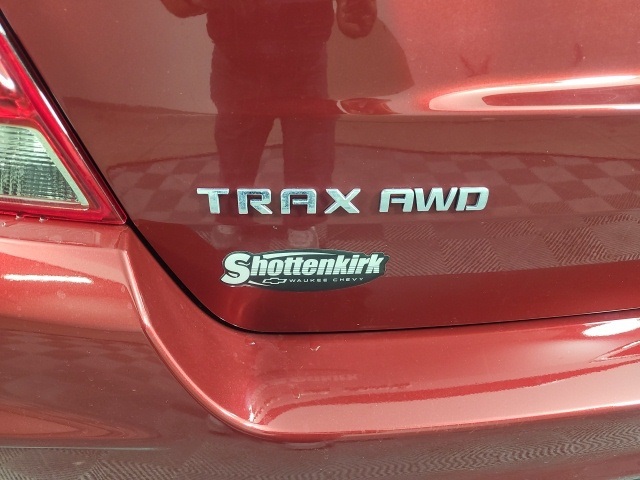 TRAX AWD
Shottenkirk
WAUKEE CHEVY